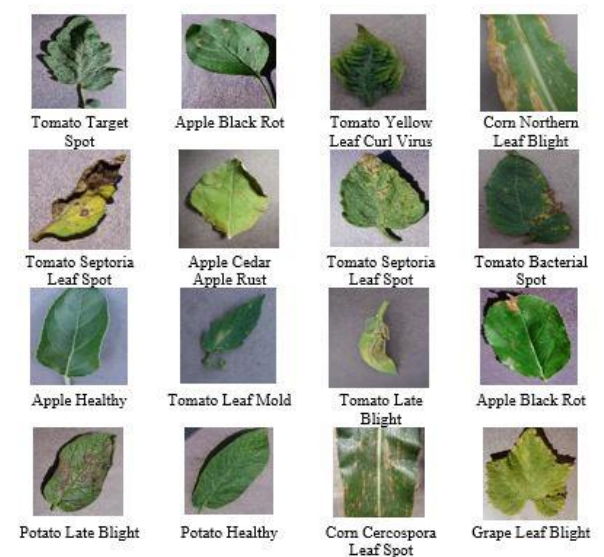 Tomato Target
Spot
Apple Black Rot
Tomato Yellow
Leaf Curl Virus
Corn Northern
Leaf Blight
Tomato Septoria
Leaf Spot
Apple Cedar
Apple Rust
Tomato Septoria
Leaf Spot
Tomato Bacterial
Spot
Apple Healthy
Tomato Leaf Mold
Tomato Late
Blight
Apple Black Rot
Potato Late Blight
Potato Healthy
Corn Cercospora
Leaf Spot
Grape Leaf Blight